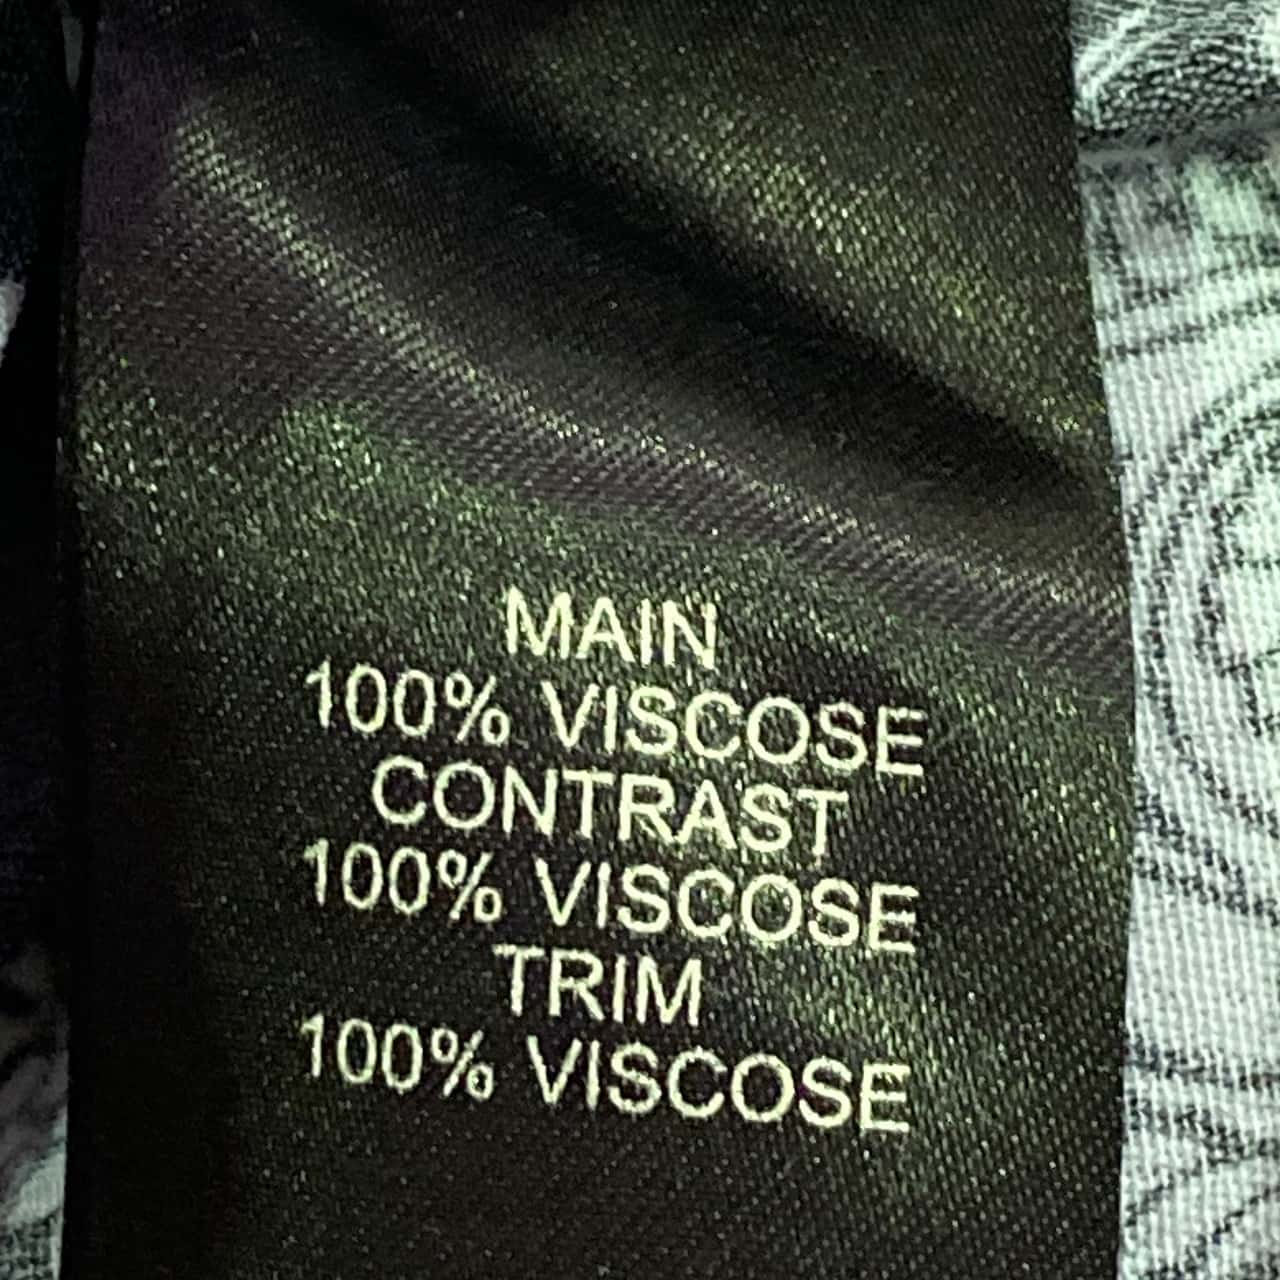 MAIN
100% VISCOSE
CONTRAST
100% VISCOSE
TRIM
100% VISCOSE